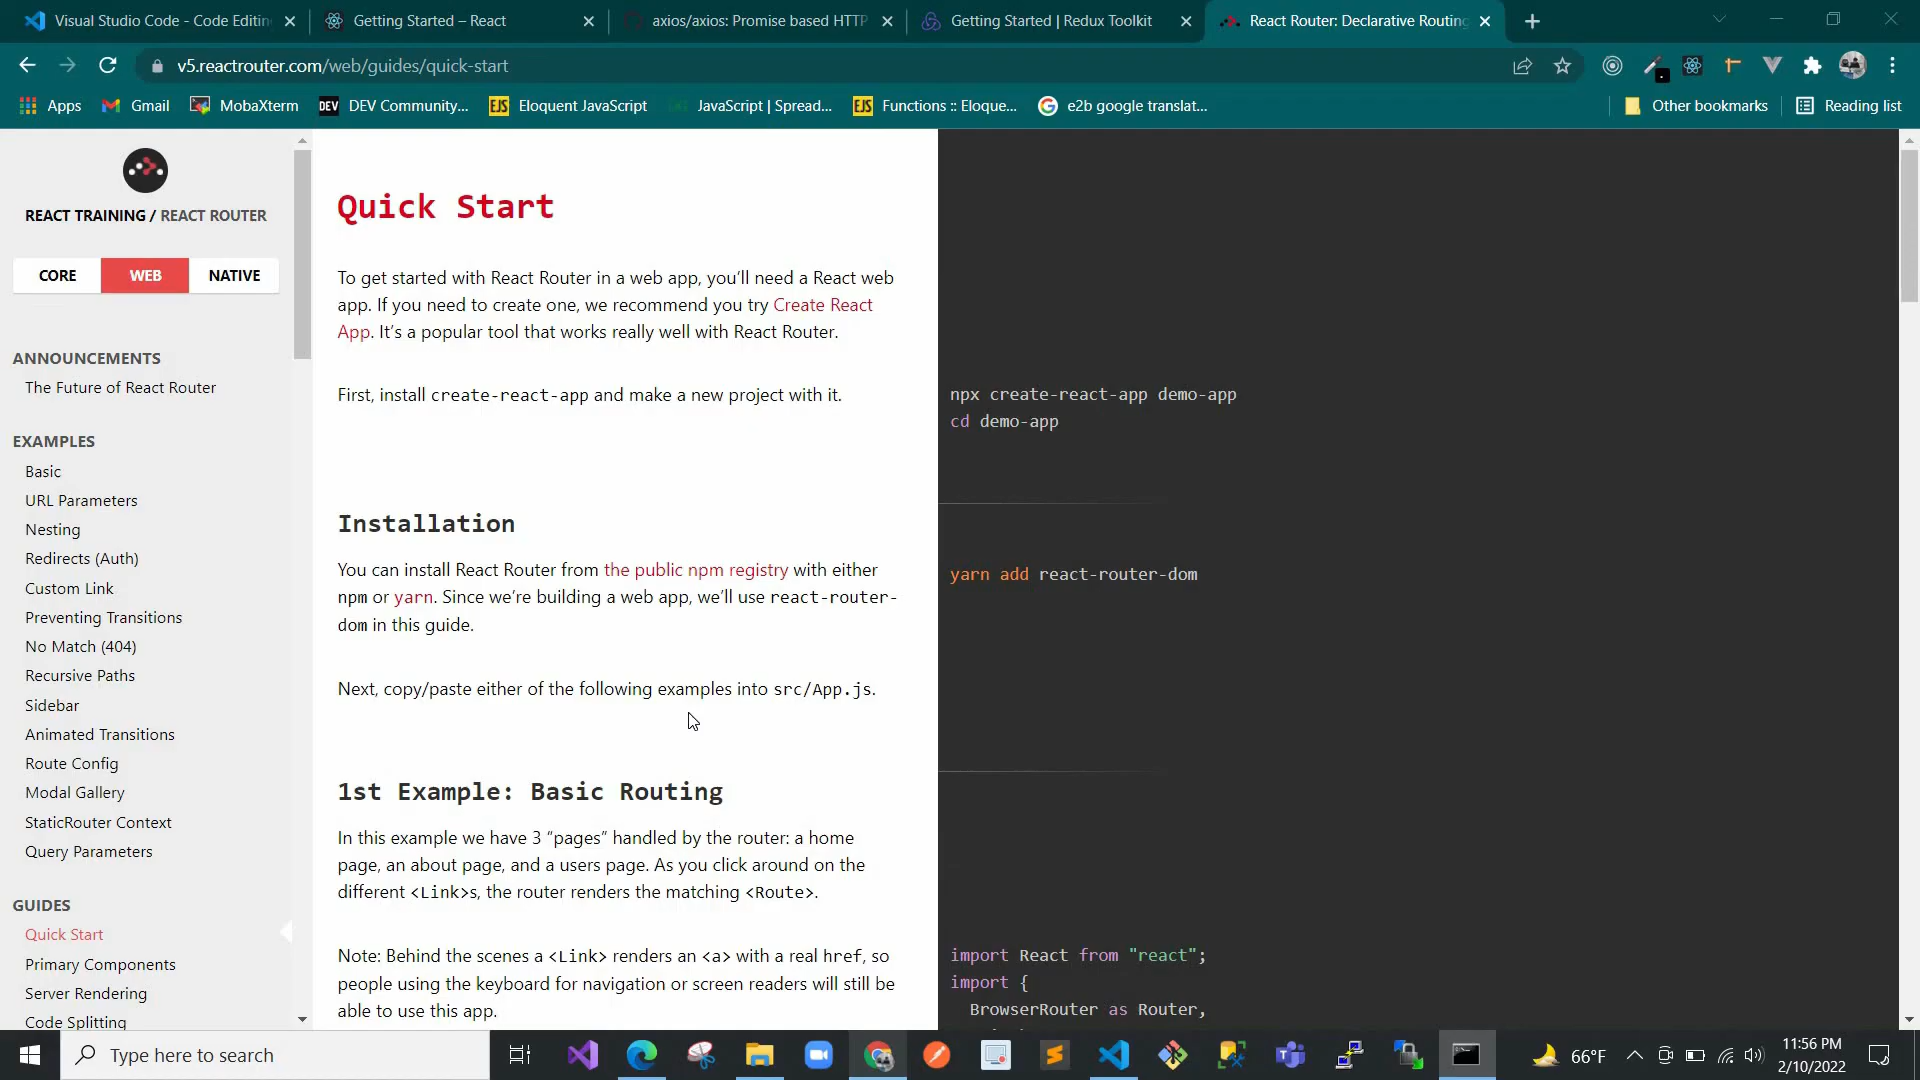 Visual Studio Code - Code Editin
Getting Started – React
axios/axios: Promise based HTTP
Getting Started | Redux Toolkit
React Router: Declarative Routing
v5.reactrouter.com/web/guides/quick-start
Apps
Gmail
MobaXterm
DEV
DEV Community...
EJS
Eloquent JavaScript
JavaScript | Spread...
EJS
Functions :: Eloque...
e2b google translat...
Other bookmarks
Reading list
REACT TRAINING / REACT ROUTER
CORE
WEB
NATIVE
ANNOUNCEMENTS
The Future of React Router
EXAMPLES
Basic
URL Parameters
Nesting
Redirects (Auth)
Custom Link
Preventing Transitions
No Match (404)
Recursive Paths
Sidebar
Animated Transitions
Route Config
Modal Gallery
StaticRouter Context
Query Parameters
GUIDES
Quick Start
Primary Components
Server Rendering
Code Splitting
Quick Start
To get started with React Router in a web app, you’ll need a React web
app. If you need to create one, we recommend you try Create React
App. It’s a popular tool that works really well with React Router.
First, install create-react-app and make a new project with it.
Installation
You can install React Router from the public npm registry with either
npm or yarn. Since we’re building a web app, we’ll use react-router-
dom in this guide.
Next, copy/paste either of the following examples into src/App.js.
1st Example: Basic Routing
In this example we have 3 “pages” handled by the router: a home
page, an about page, and a users page. As you click around on the
different <Link>s, the router renders the matching <Route>.
Note: Behind the scenes a <Link> renders an <a> with a real href, so
people using the keyboard for navigation or screen readers will still be
able to use this app.
npx create-react-app demo-app
cd demo-app
yarn add react-router-dom
import React from "react";
import {
BrowserRouter as Router,
Type here to search
66°F
11:56 PM
2/10/2022